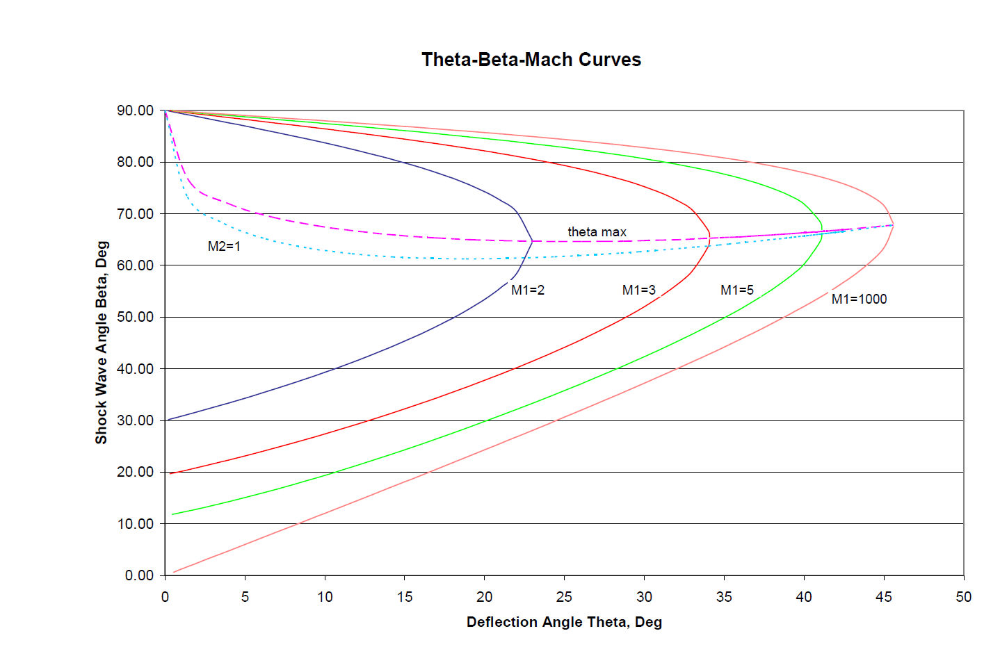 Theta-Beta-Mach Curves
90.00
80.00
70.00
60.00
50.00
40.00
30.00
20.00
10.00
0.00
Shock Wave Angle Beta, Deg
theta max
M2=1
M1=2
M1=3
M1=5
M1=1000
0 5 10 15 20 25 30 35 40 45 50
Deflection Angle Theta, Deg